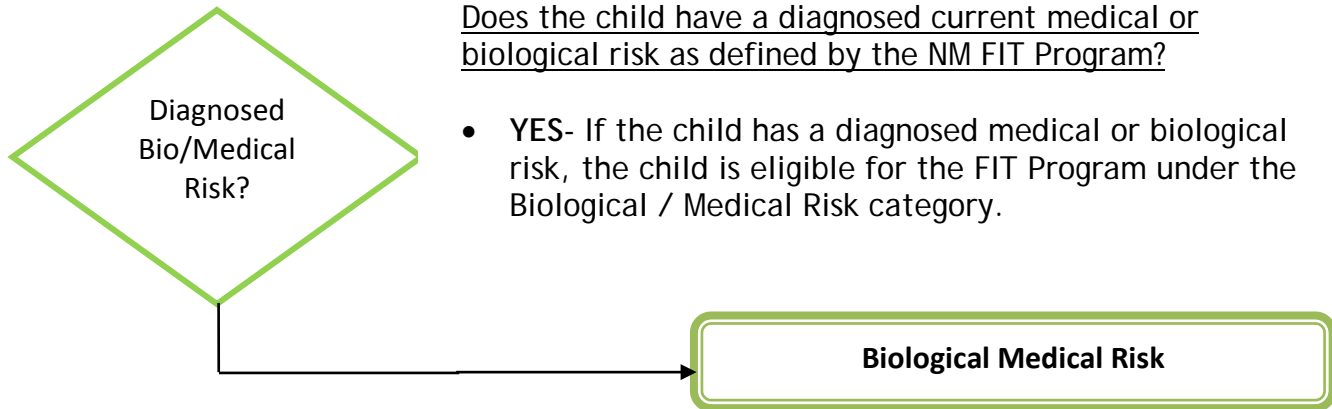 Does the child have a diagnosed current medical or
biological risk as defined by the NM FIT Program?
Diagnosed
Bio/Medical
Risk?
• YES- If the child has a diagnosed medical or biological
risk, the child is eligible for the FIT Program under the
Biological / Medical Risk category.
Biological Medical Risk